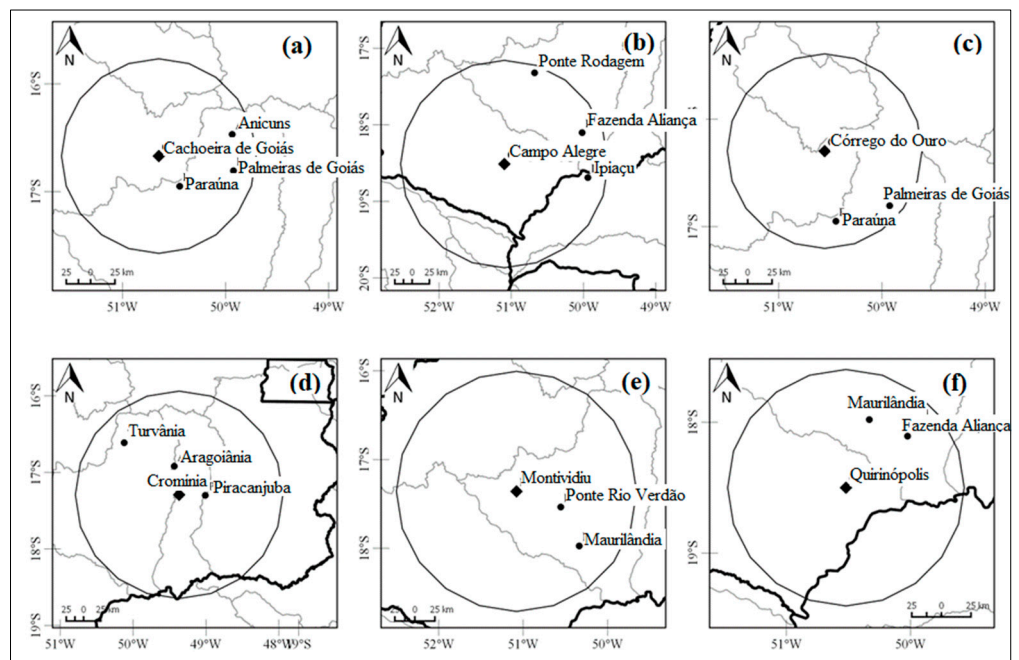 (a)
N
16°S
17°S
Anicuns
Cachoeira de Goiás
Palmeiras de Goiás
Paraúna
25 0 25 km
51°W
50°W
49°W
(b)
N
17°S
18°S
19°S
20°S
Ponte Rodagem
Fazenda Aliança
Campo Alegre
Ipiaçu
25 0 25 km
52°W
51°W
50°W
49°W
(c)
N
17°S
Córrego do Ouro
Palmeiras de Goiás
Paraúna
25 0 25 km
51°W
50°W
49°W
(d)
N
16°S
17°S
18°S
19°S
Turvânia
Aragoiânia
Cromínia
Piracanjuba
25 0 25 km
51°W
50°W
49°W
48°W
49°S
(e)
N
16°S
17°S
18°S
Montividiu
Ponte Rio Verdão
Maurilândia
25 0 25 km
52°W
51°W
50°W
49°W
(f)
N
18°S
19°S
Maurilândia
Fazenda Aliança
Quirinópolis
25 0 25 km
51°W
50°W